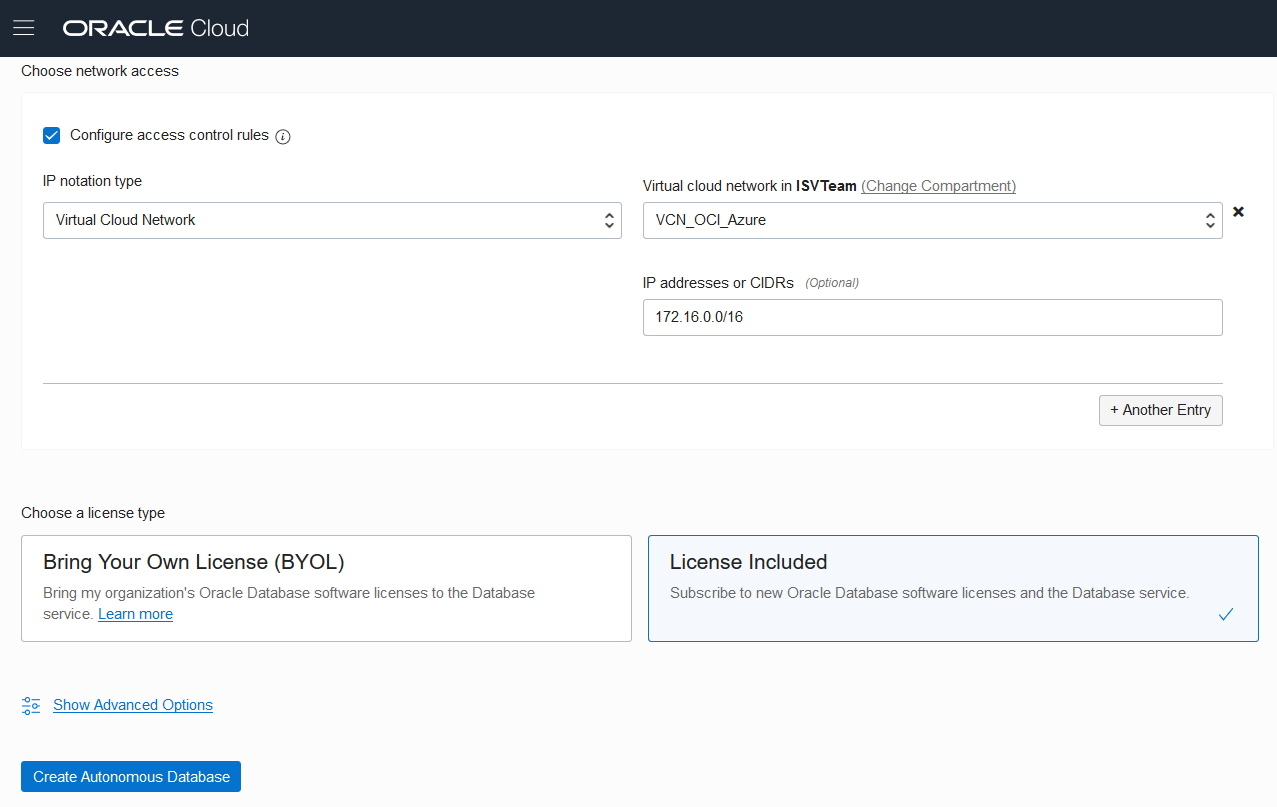 ORACLE Cloud
Choose network access
Configure access control rules
IP notation type
Virtual Cloud Network
Virtual cloud network in ISVTeam (Change Compartment)
VCN_OCI_Azure
IP addresses or CIDRs (Optional)
172.16.0.0/16
+ Another Entry
Choose a license type
Bring Your Own License (BYOL)
Bring my organization's Oracle Database software licenses to the Database
service. Learn more
License Included
Subscribe to new Oracle Database software licenses and the Database service.
Show Advanced Options
Create Autonomous Database